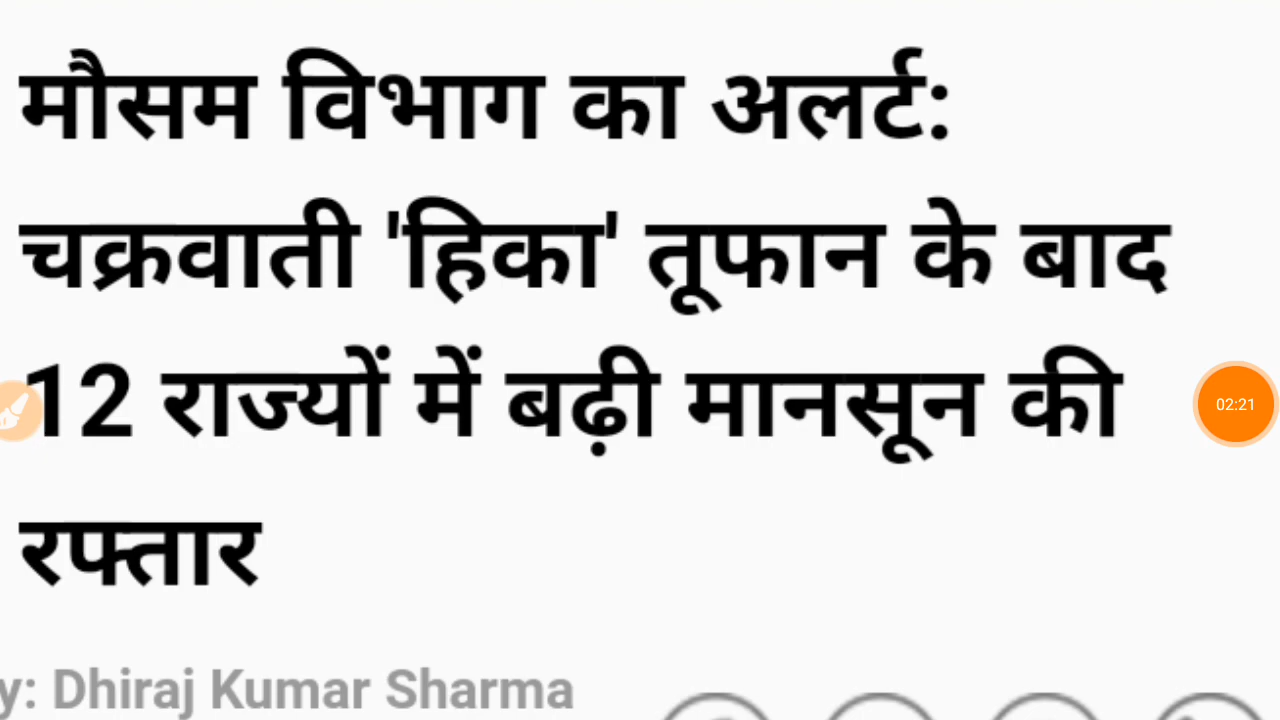 मौसम विभाग का अलर्ट:
चक्रवाती 'हिका' तूफान के बाद
12 राज्यों में बढ़ी मानसून की
02:21
रफ्तार
y: Dhiraj Kumar Sharma